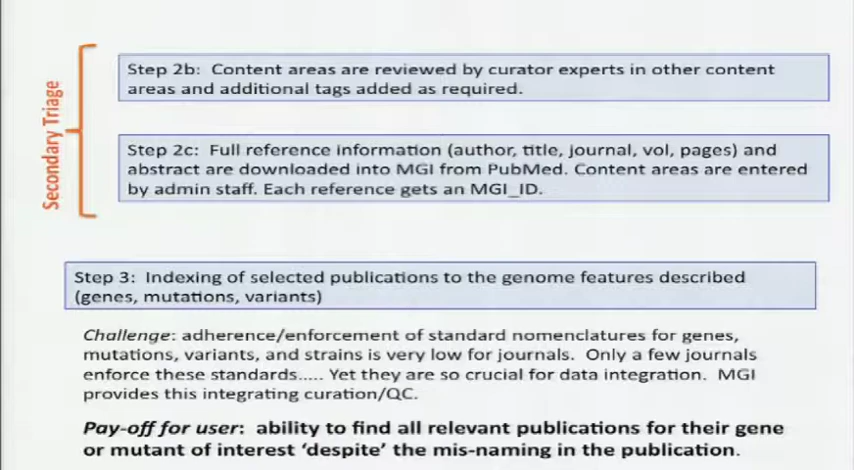 Secondary Triage
Step 2b: Content areas are reviewed by curator experts in other content
areas and additional tags added as required.
Step 2c: Full reference information (author, title, journal, vol, pages) and
abstract are downloaded into MGI from PubMed. Content areas are entered
by admin staff. Each reference gets an MGI_ID.
Step 3: Indexing of selected publications to the genome features described
(genes, mutations, variants)
Challenge: adherence/enforcement of standard nomenclatures for genes,
mutations, variants, and strains is very low for journals. Only a few journals
enforce these standards..... Yet they are so crucial for data integration. MGI
provides this integrating curation/QC.
Pay-off for user: ability to find all relevant publications for their gene
or mutant of interest 'despite' the mis-naming in the publication.